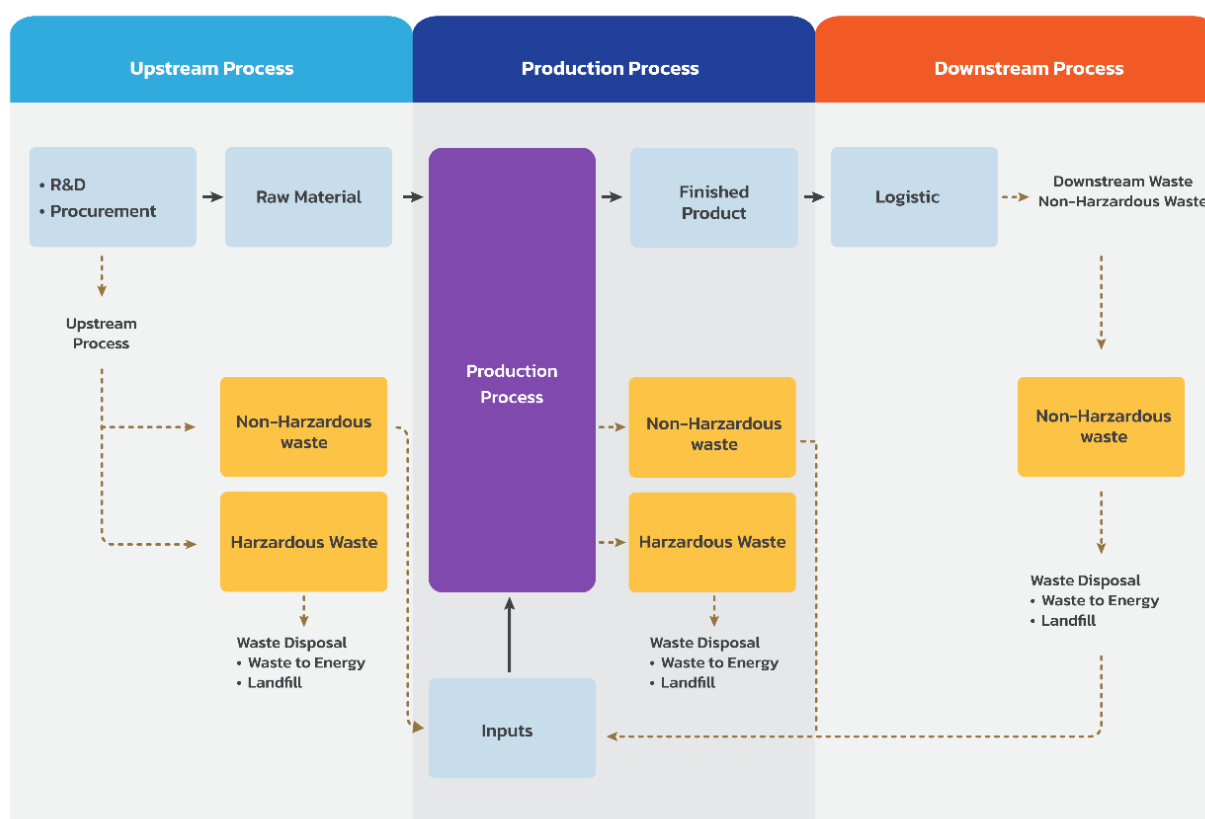 Upstream Process
Production Process
Downstream Process
• R&D
• Procurement
Raw Material
Finished
Product
Logistic
Downstream Waste
Non-Harzardous Waste
Upstream
Process
Production
Process
Non-Harzardous
waste
Harzardous Waste
Waste Disposal
• Waste to Energy
• Landfill
Non-Harzardous
waste
Harzardous Waste
Waste Disposal
• Waste to Energy
• Landfill
Inputs
Non-Harzardous
waste
Waste Disposal
• Waste to Energy
• Landfill